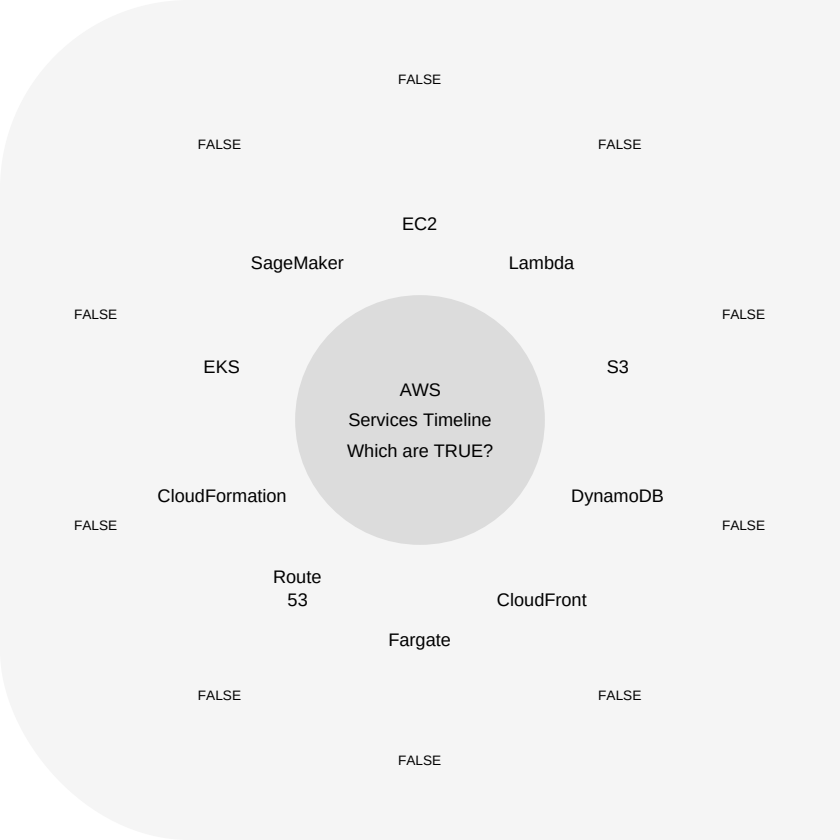 FALSE
FALSE
FALSE
EC2
SageMaker
Lambda
FALSE
FALSE
EKS
S3
AWS
Services Timeline
Which are TRUE?
CloudFormation
DynamoDB
FALSE
FALSE
Route
53
CloudFront
Fargate
FALSE
FALSE
FALSE